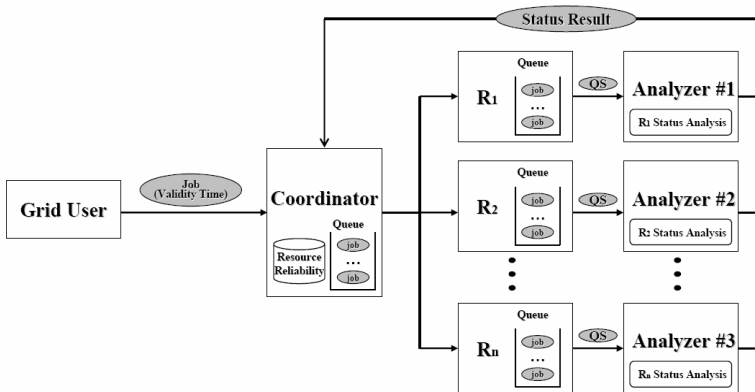 Status Result
Queue
R1
job
...
job
QS
Analyzer #1
R1 Status Analysis
Job
(Validity Time)
Grid User
Coordinator
Queue
Resource
Reliability
job
...
job
Queue
R2
job
...
job
QS
Analyzer #2
R2 Status Analysis
Queue
Rn
job
...
job
QS
Analyzer #3
Rn Status Analysis